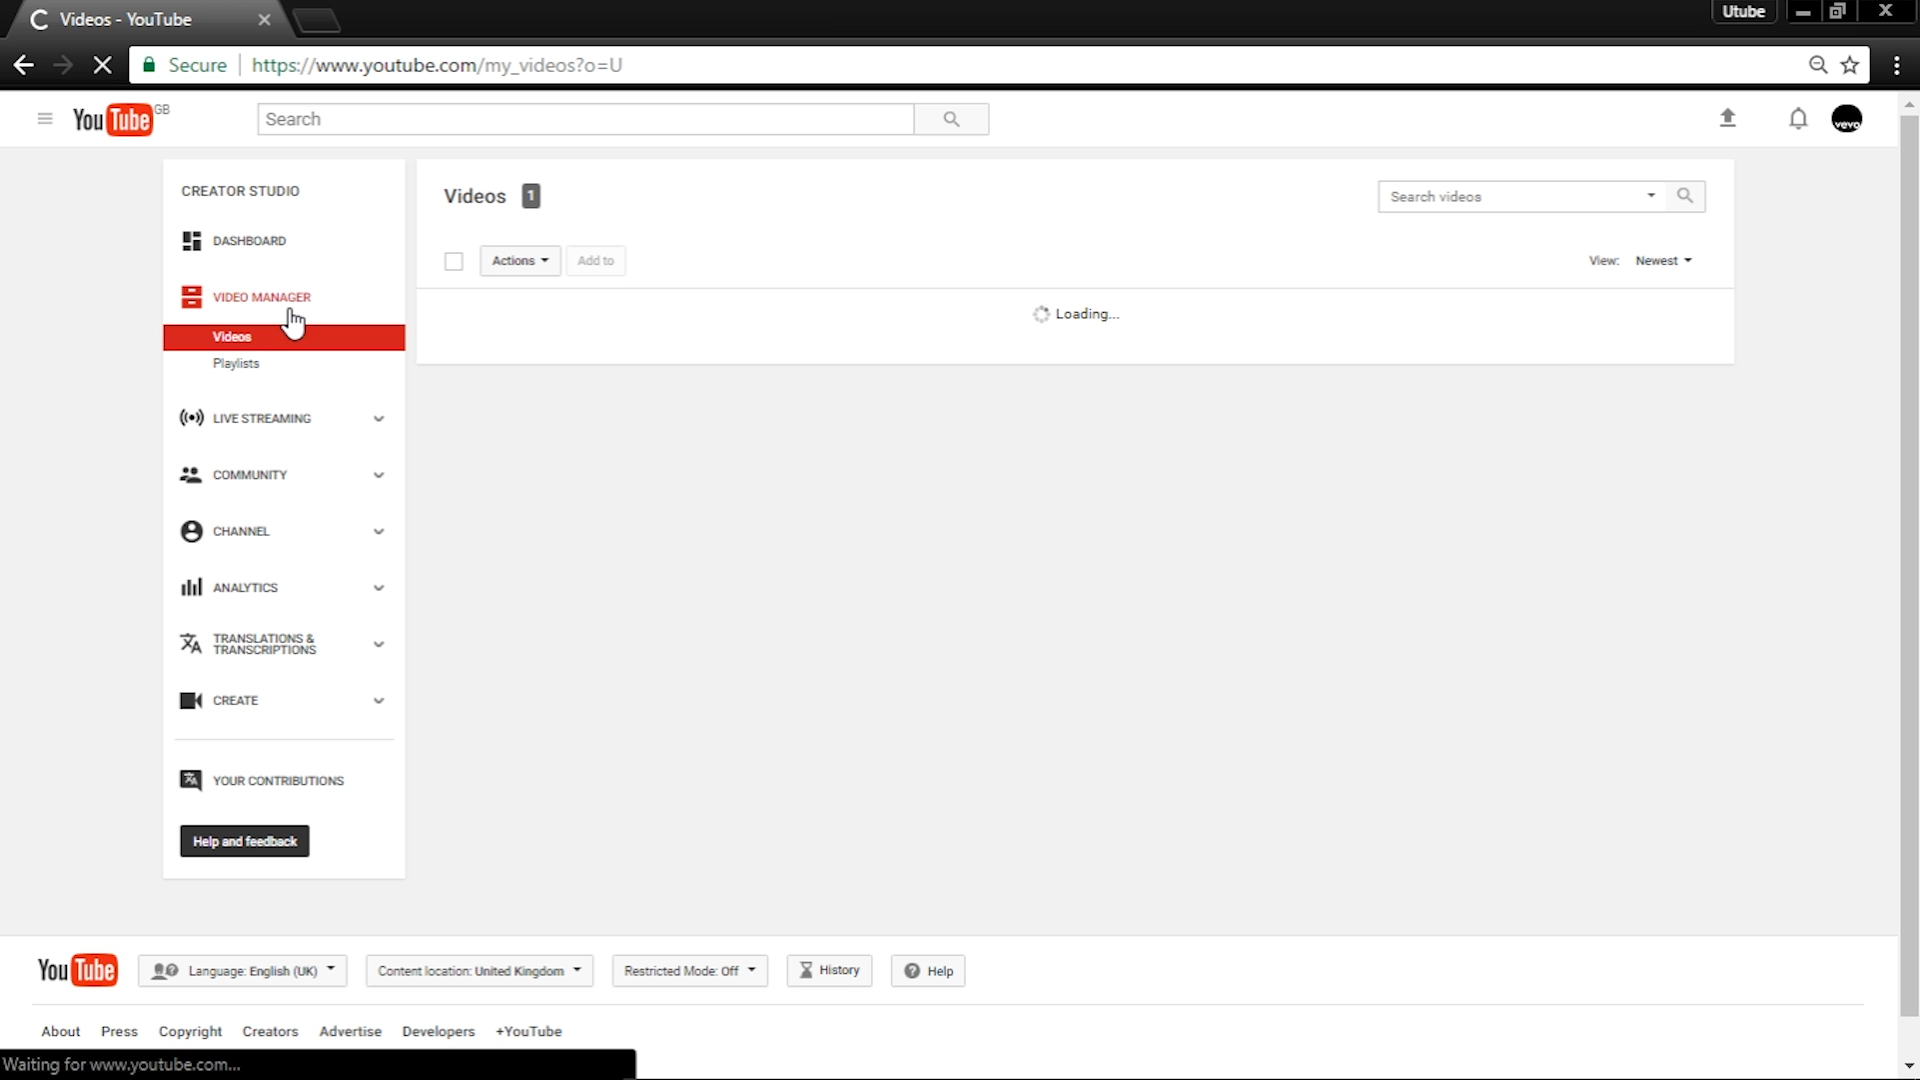 Videos - YouTube
Utube
Secure https://www.youtube.com/my_videos?o=U
YouTube GB
Search
vevo
CREATOR STUDIO
DASHBOARD
VIDEO MANAGER
Videos
Playlists
LIVE STREAMING
COMMUNITY
CHANNEL
ANALYTICS
TRANSLATIONS &
TRANSCRIPTIONS
CREATE
YOUR CONTRIBUTIONS
Help and feedback
Videos 1
Search videos
Actions Add to
View: Newest
Loading...
YouTube Language: English (UK) Content location: United Kingdom Restricted Mode: Off History Help
About Press Copyright Creators Advertise Developers +YouTube
Waiting for www.youtube.com...